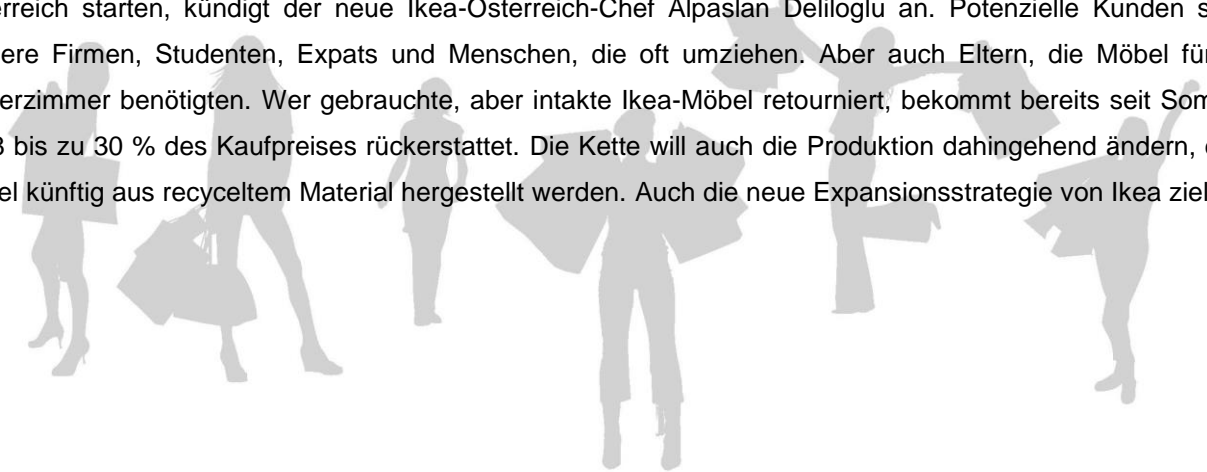 erreich starten, kündigt der neue Ikea-Österreich-Chef Alpaslan Deliloglu an. Potenzielle Kunden s
ere Firmen, Studenten, Expats und Menschen, die oft umziehen. Aber auch Eltern, die Möbel für
erzimmer benötigten. Wer gebrauchte, aber intakte Ikea-Möbel retourniert, bekommt bereits seit Som
bis zu 30 % des Kaufpreises rückerstattet. Die Kette will auch die Produktion dahingehend ändern,
el künftig aus recyceltem Material hergestellt werden. Auch die neue Expansionsstrategie von Ikea ziel